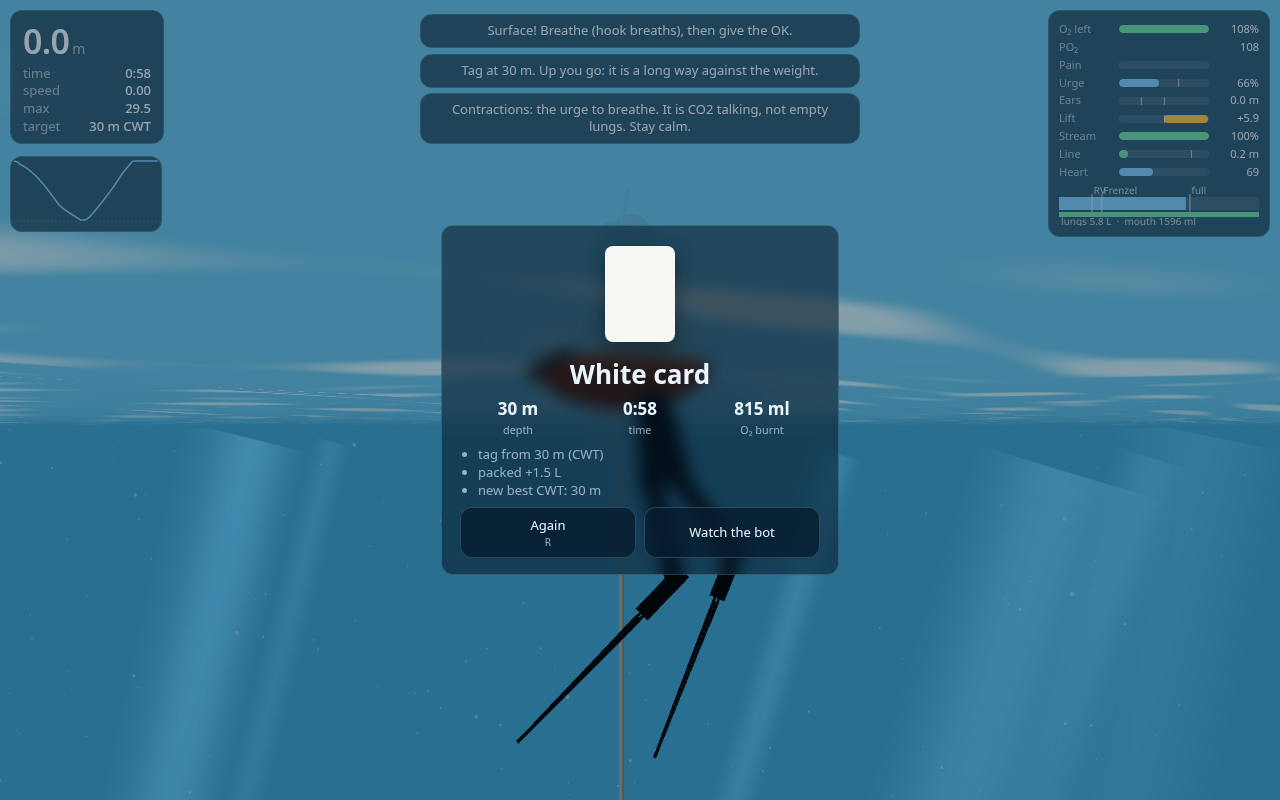 0.0 m
time 0:58
speed 0.00
max 29.5
target 30 m CWT
Surface! Breathe (hook breaths), then give the OK.
Tag at 30 m. Up you go: it is a long way against the weight.
Contractions: the urge to breathe. It is CO2 talking, not empty
lungs. Stay calm.
O₂ left 108%
PO₂ 108
Pain
Urge 66%
Ears 0.0 m
Lift +5.9
Stream 100%
Line 0.2 m
Heart 69
RV Frenzel full
lungs 5.8 L · mouth 1596 ml
White card
30 m 0:58 815 ml
depth time O₂ burnt
• tag from 30 m (CWT)
• packed +1.5 L
• new best CWT: 30 m
Again
R
Watch the bot